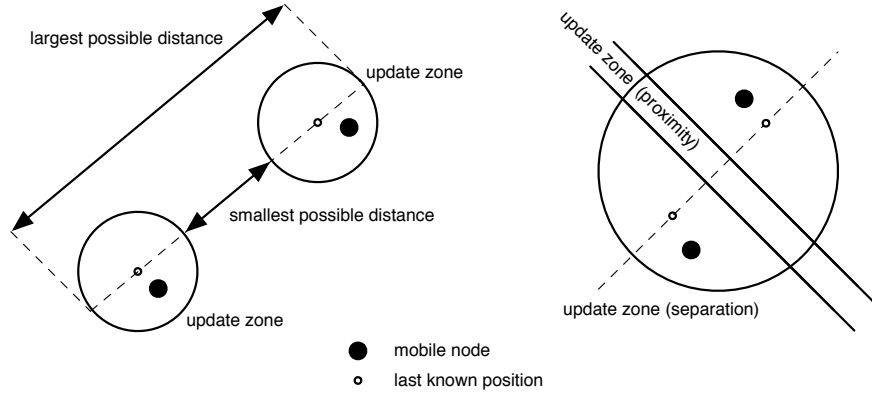 largest possible distance
update zone
smallest possible distance
update zone
update zone (proximity)
update zone (separation)
mobile node
last known position